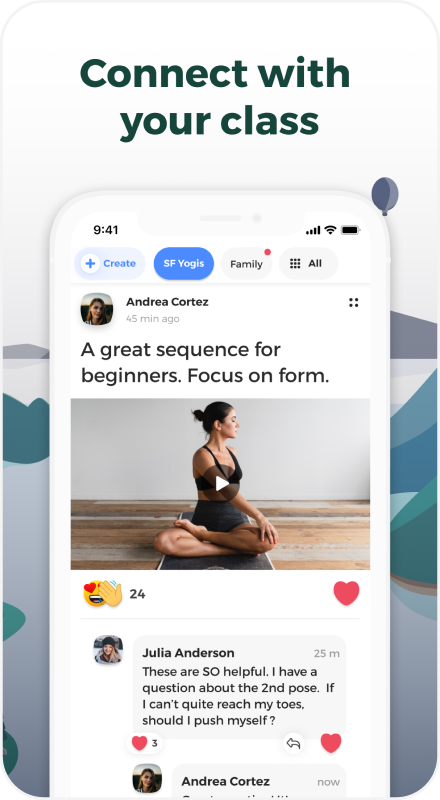 Connect with
your class
9:41
Create
SF Yogis
Family
All
Andrea Cortez
45 min ago
A great sequence for
beginners. Focus on form.
24
Julia Anderson
25 m
These are SO helpful. I have a
question about the 2nd pose. If
I can't quite reach my toes,
should I push myself?
3
Andrea Cortez
now